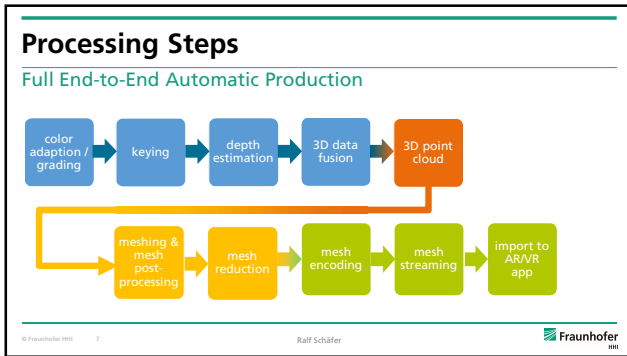 Processing Steps
Full End-to-End Automatic Production
color
adaption /
grading
keying
depth
estimation
3D data
fusion
3D point
cloud
meshing &
mesh
post-
processing
mesh
reduction
mesh
encoding
mesh
streaming
import to
AR/VR
app
© Fraunhofer HHI 7 Ralf Schäfer
Fraunhofer
HHI